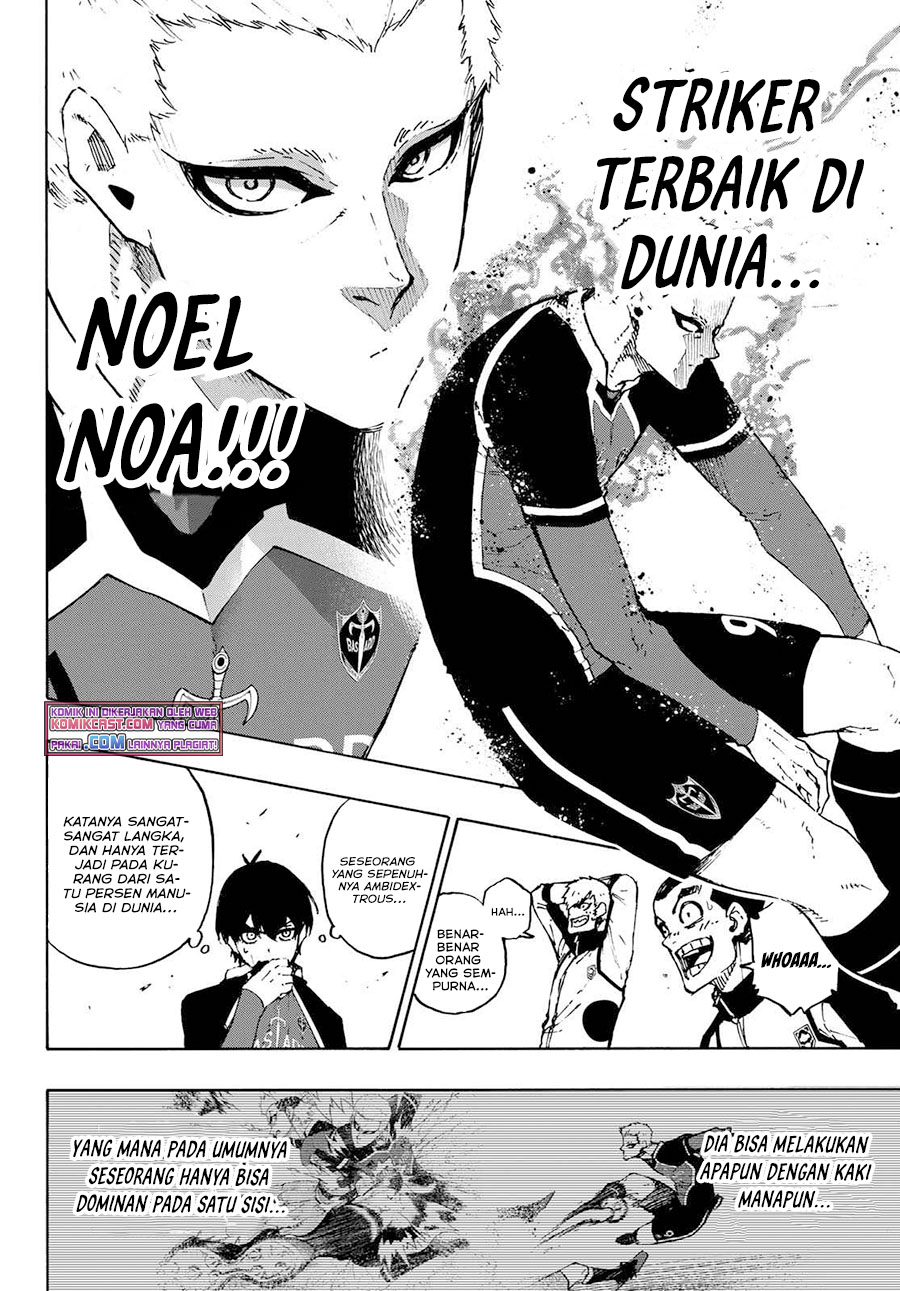 STRIKER
TERBAIK DI
DUNIA...
NOEL
NOA!!!
BASTARD
KOMIK INI DIKERJAKAN OLEH WEB
KOMIKCAST.COM YANG CUMA
PAKAI .COM LAINNYA PLAGIAT!
WHOAAA...
HAH...
BENAR-
BENAR
ORANG
YANG SEM-
PURNA...
SESEORANG
YANG SEPENUH-
NYA AMBIDEX-
TROUS...
KATANYA SANGAT-
SANGAT LANGKA,
DAN HANYA TER-
JADI PADA KU-
RANG DARI SA-
TU PERSEN MANU-
SIA DI DUNIA...
DIA BISA MELAKUKAN
APAPUN DENGAN KAKI
MANAPUN...
YANG MANA PADA UMUMNYA
SESEORANG HANYA BISA
DOMINAN PADA SATU SISI...